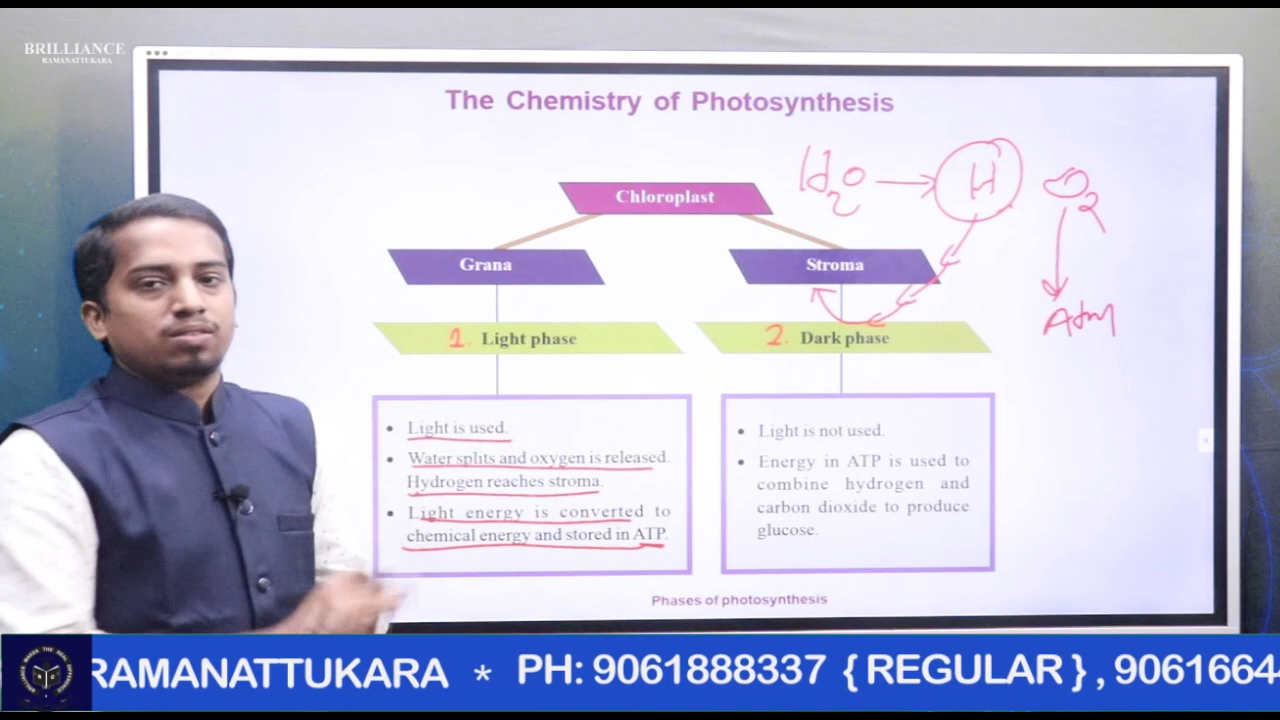 BRILLIANCE
RAMANATTUKARA
The Chemistry of Photosynthesis
H2O → H O2
Atm
Chloroplast
Grana
Stroma
1. Light phase
2. Dark phase
• Light is used.
• Water splits and oxygen is released.
Hydrogen reaches stroma.
• Light energy is converted to
chemical energy and stored in ATP.
• Light is not used.
• Energy in ATP is used to
combine hydrogen and
carbon dioxide to produce
glucose.
Phases of photosynthesis
RAMANATTUKARA * PH: 9061888337 { REGULAR } , 9061664